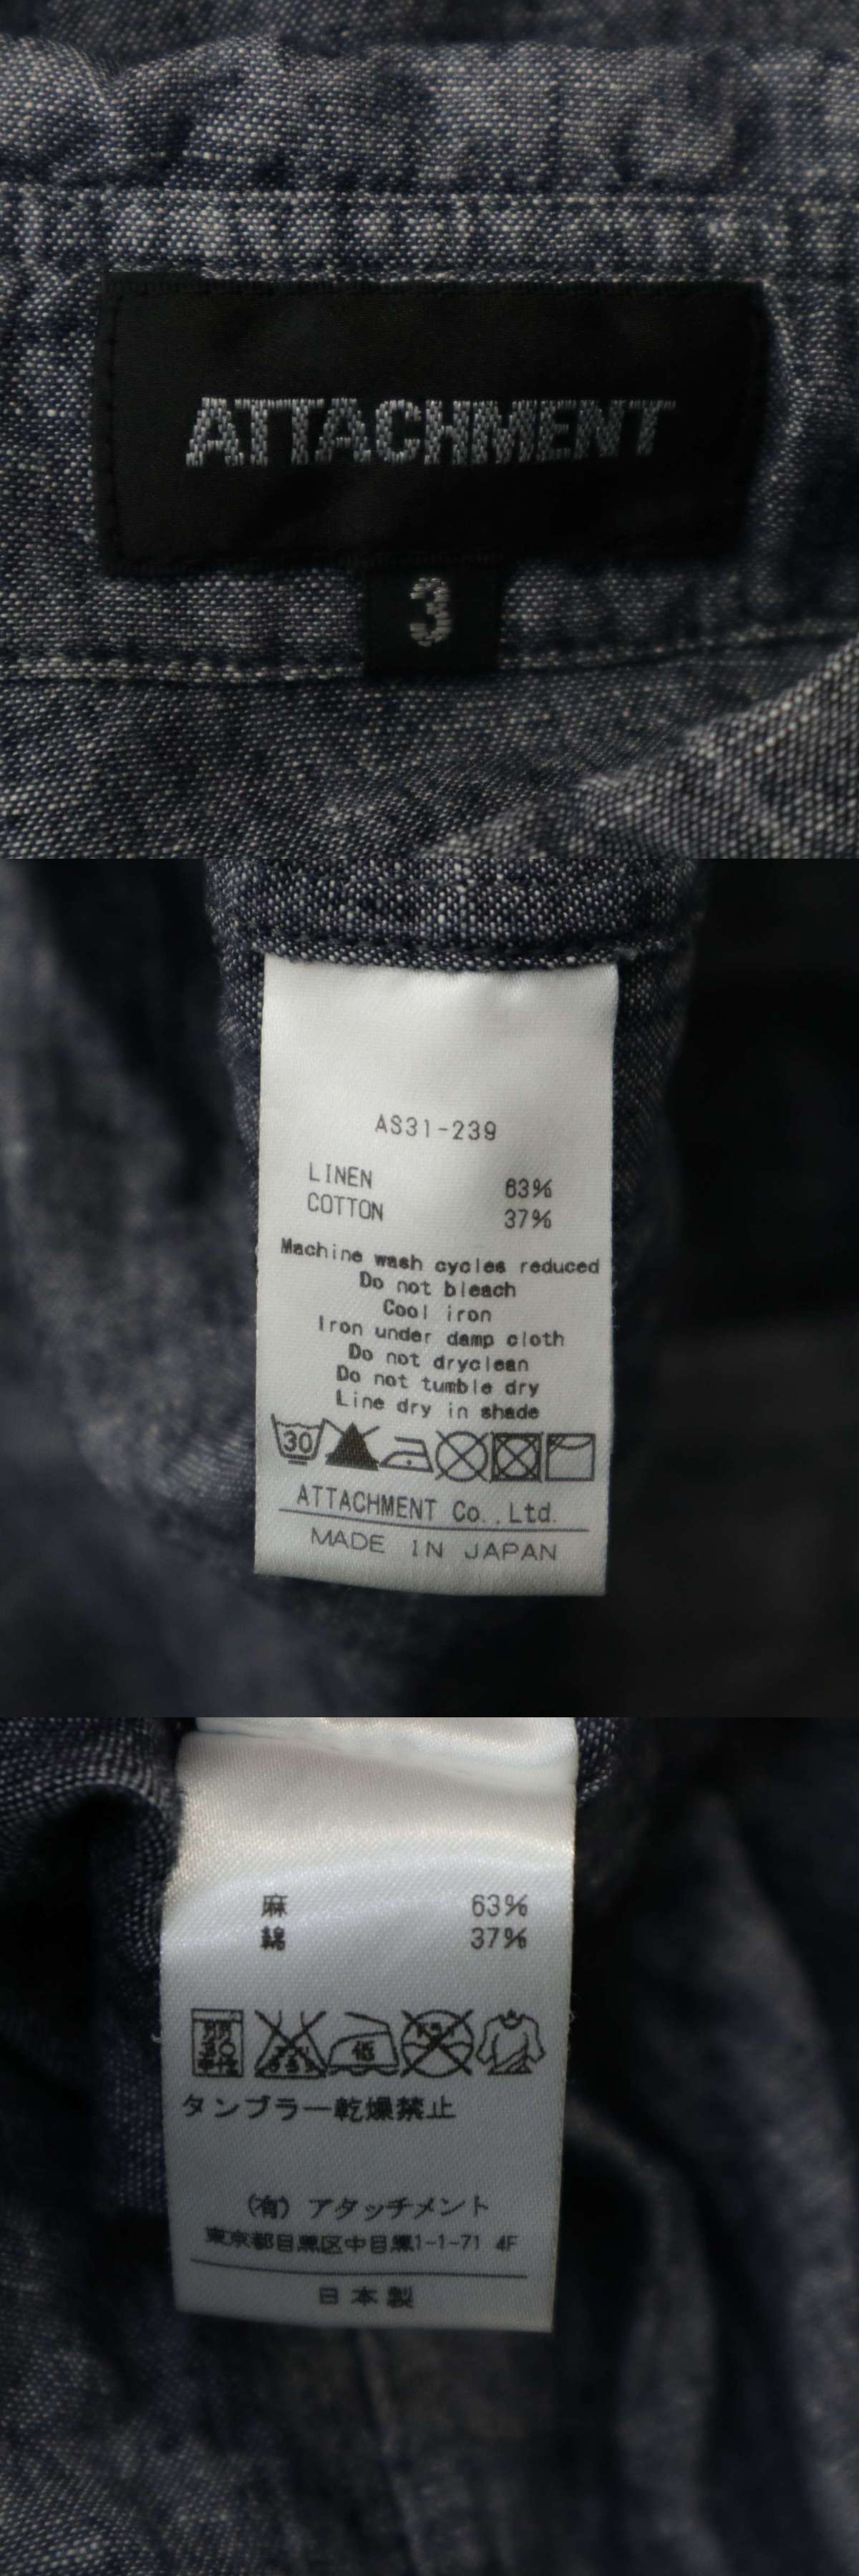 ATTACHMENT
3
AS31-239
LINEN 63%
COTTON 37%
Machine wash cycles reduced
Do not bleach
Cool iron
Iron under damp cloth
Do not dryclean
Do not tumble dry
Line dry in shade
30
ATTACHMENT Co.,Ltd.
MADE IN JAPAN
麻 63%
綿 37%
低
タンブラー乾燥禁止
(有) アタッチメント
東京都目黒区中目黒1-1-71 4F
日本製